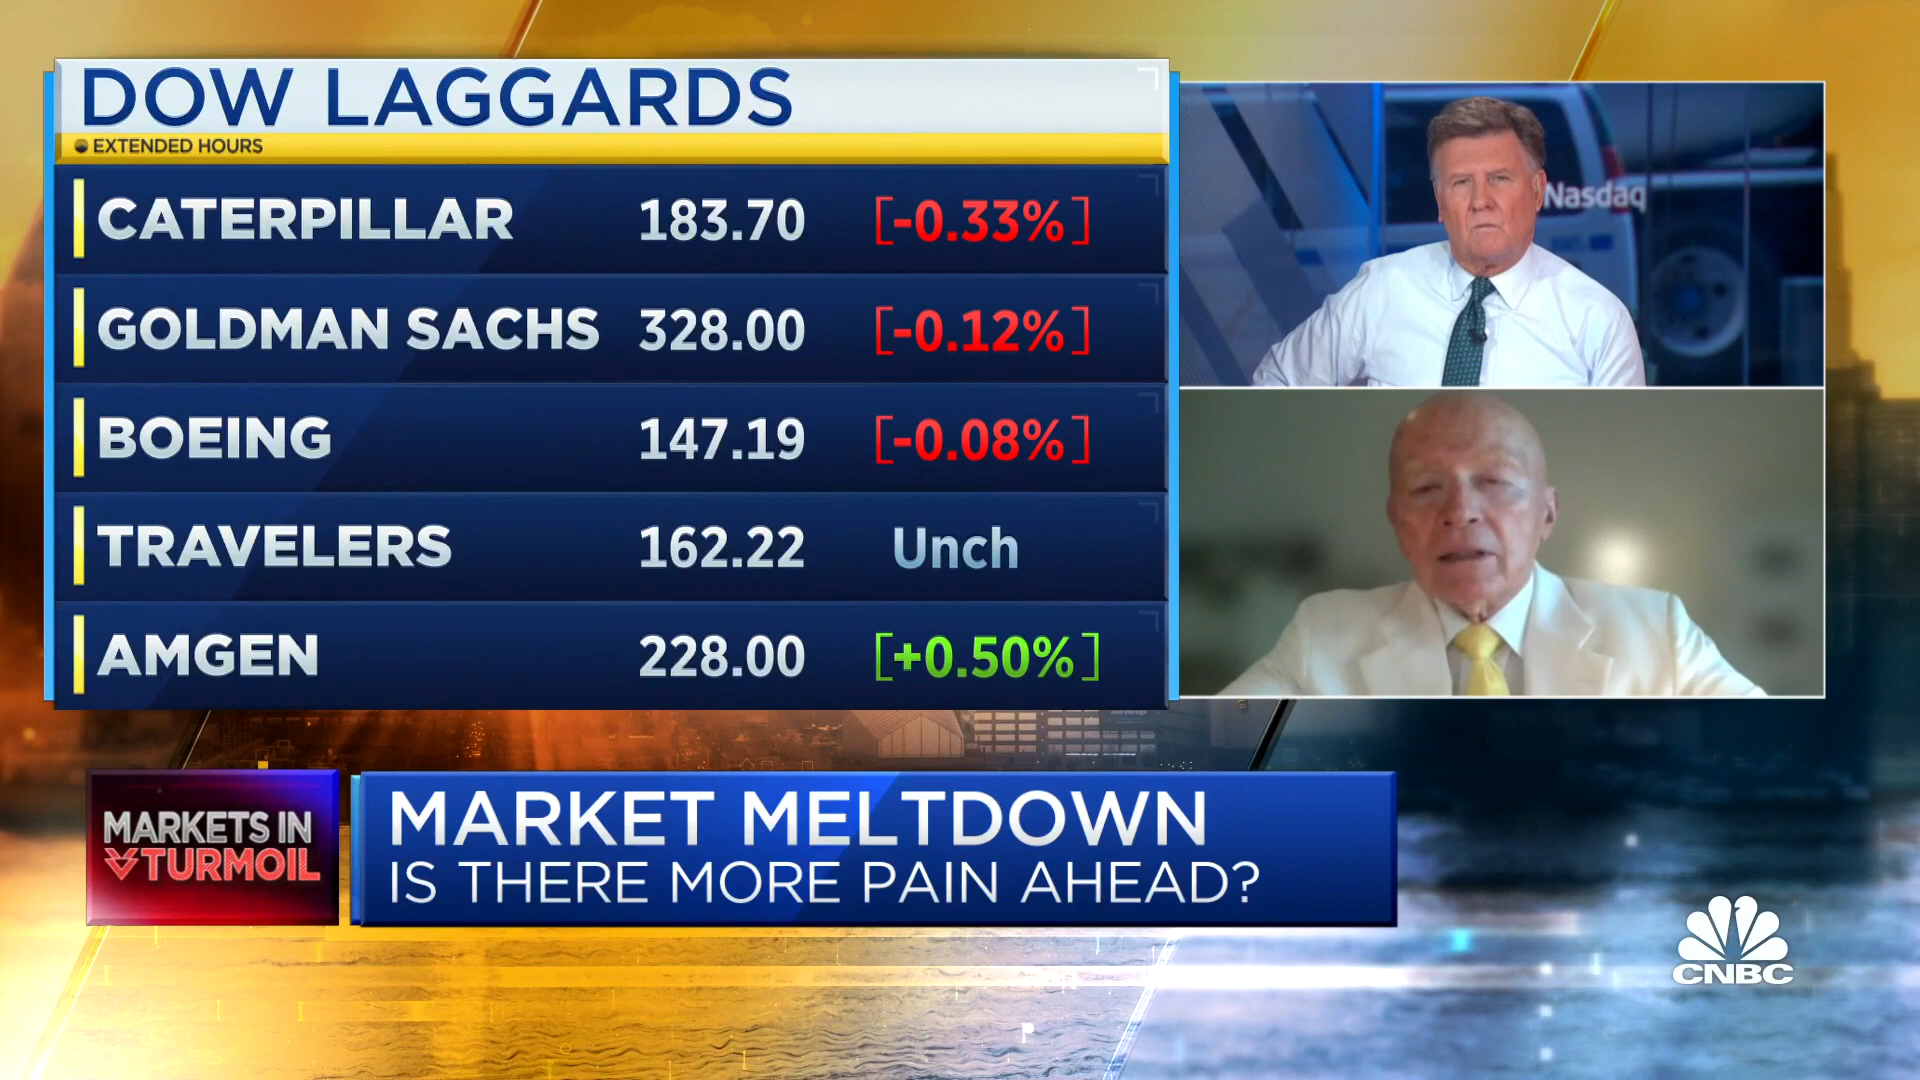 DOW LAGGARDS
EXTENDED HOURS
CATERPILLAR 183.70 [-0.33%]
GOLDMAN SACHS 328.00 [-0.12%]
BOEING 147.19 [-0.08%]
TRAVELERS 162.22 Unch
AMGEN 228.00 [+0.50%]
Nasdaq
MARKETS IN
TURMOIL
MARKET MELTDOWN
IS THERE MORE PAIN AHEAD?
CNBC